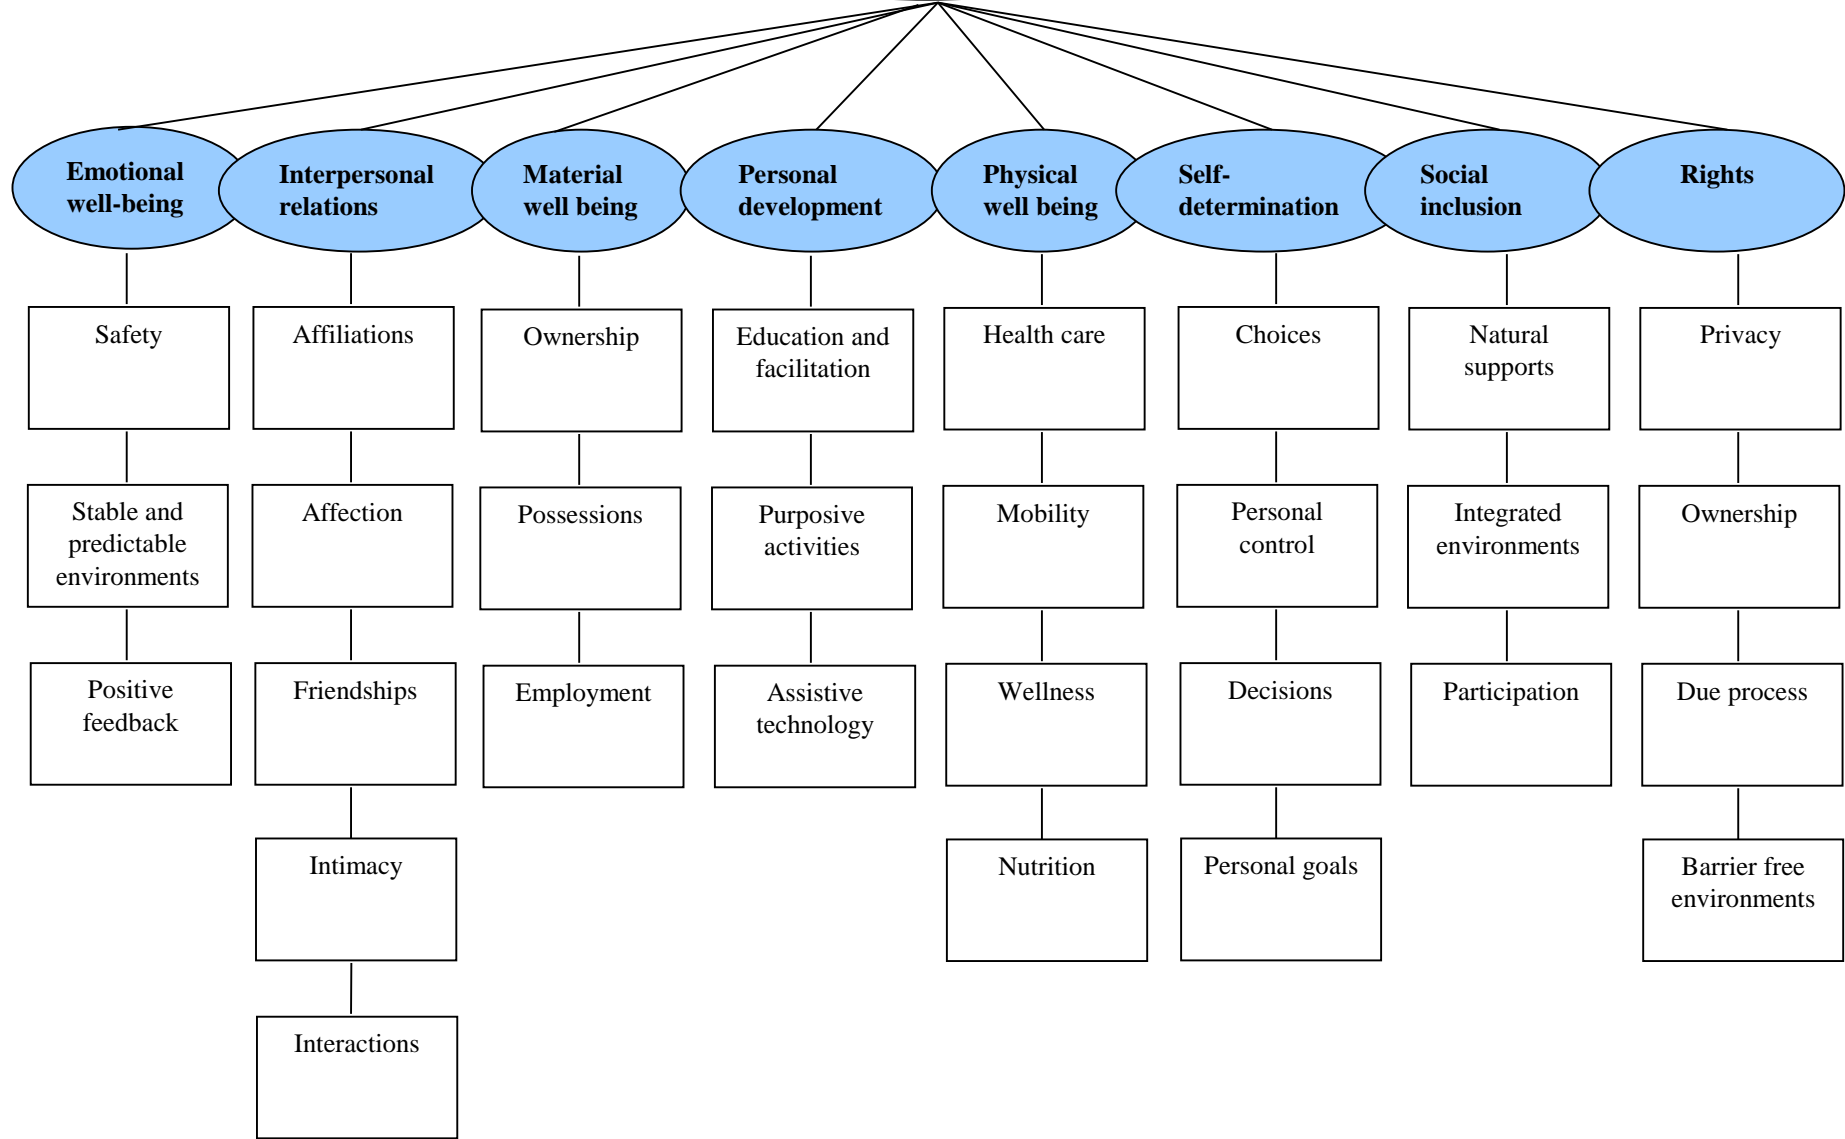 Emotional
well-being
Interpersonal
relations
Material
well being
Personal
development
Physical
well being
Self-
determination
Social
inclusion
Rights
Safety
Affiliations
Ownership
Education and
facilitation
Health care
Choices
Natural
supports
Privacy
Stable and
predictable
environments
Affection
Possessions
Purposive
activities
Mobility
Personal
control
Integrated
environments
Ownership
Positive
feedback
Friendships
Employment
Assistive
technology
Wellness
Decisions
Participation
Due process
Intimacy
Nutrition
Personal goals
Barrier free
environments
Interactions